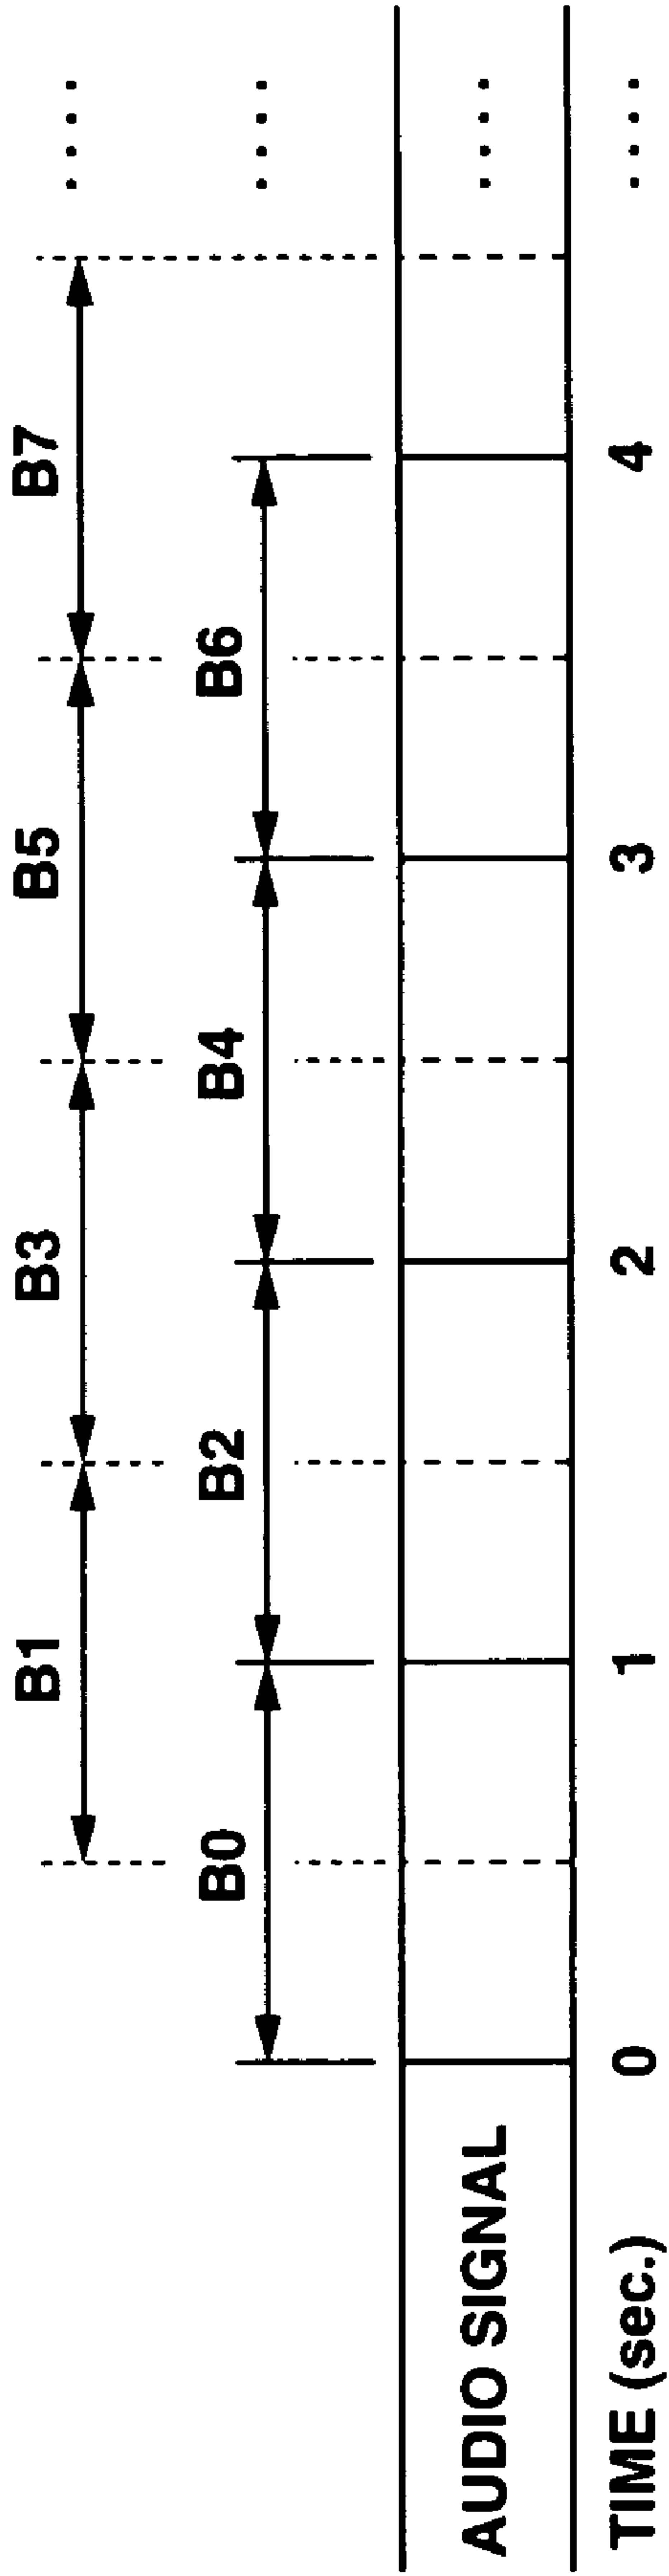 B1 B3 B5 B7 ....
B0 B2 B4 B6 ....
AUDIO SIGNAL ....
TIME (sec.) 0 1 2 3 4 ....